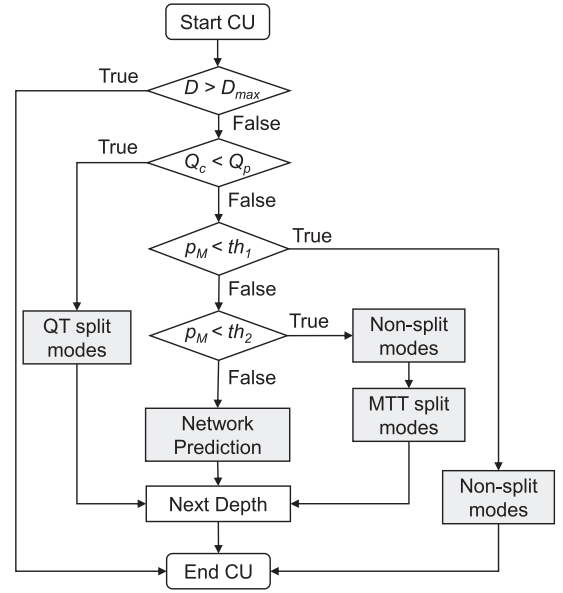 Start CU
True
D > Dmax
False
True
Qc < Qp
False
True
pM < th1
False
QT split
modes
pM < th2
True
Non-split
modes
False
MTT split
modes
Network
Prediction
Non-split
modes
Next Depth
End CU